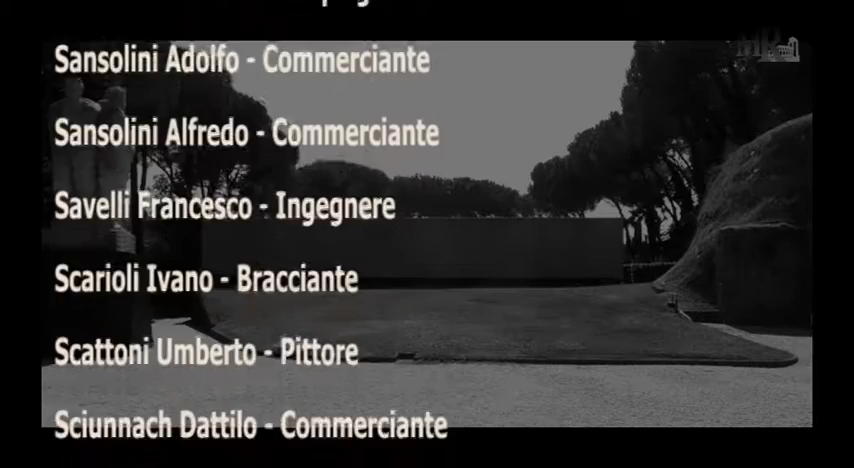 Sansolini Adolfo - Commerciante
Sansolini Alfredo - Commerciante
Savelli Francesco - Ingegnere
Scarioli Ivano - Bracciante
Scattoni Umberto - Pittore
Sciunnach Dattilo - Commerciante